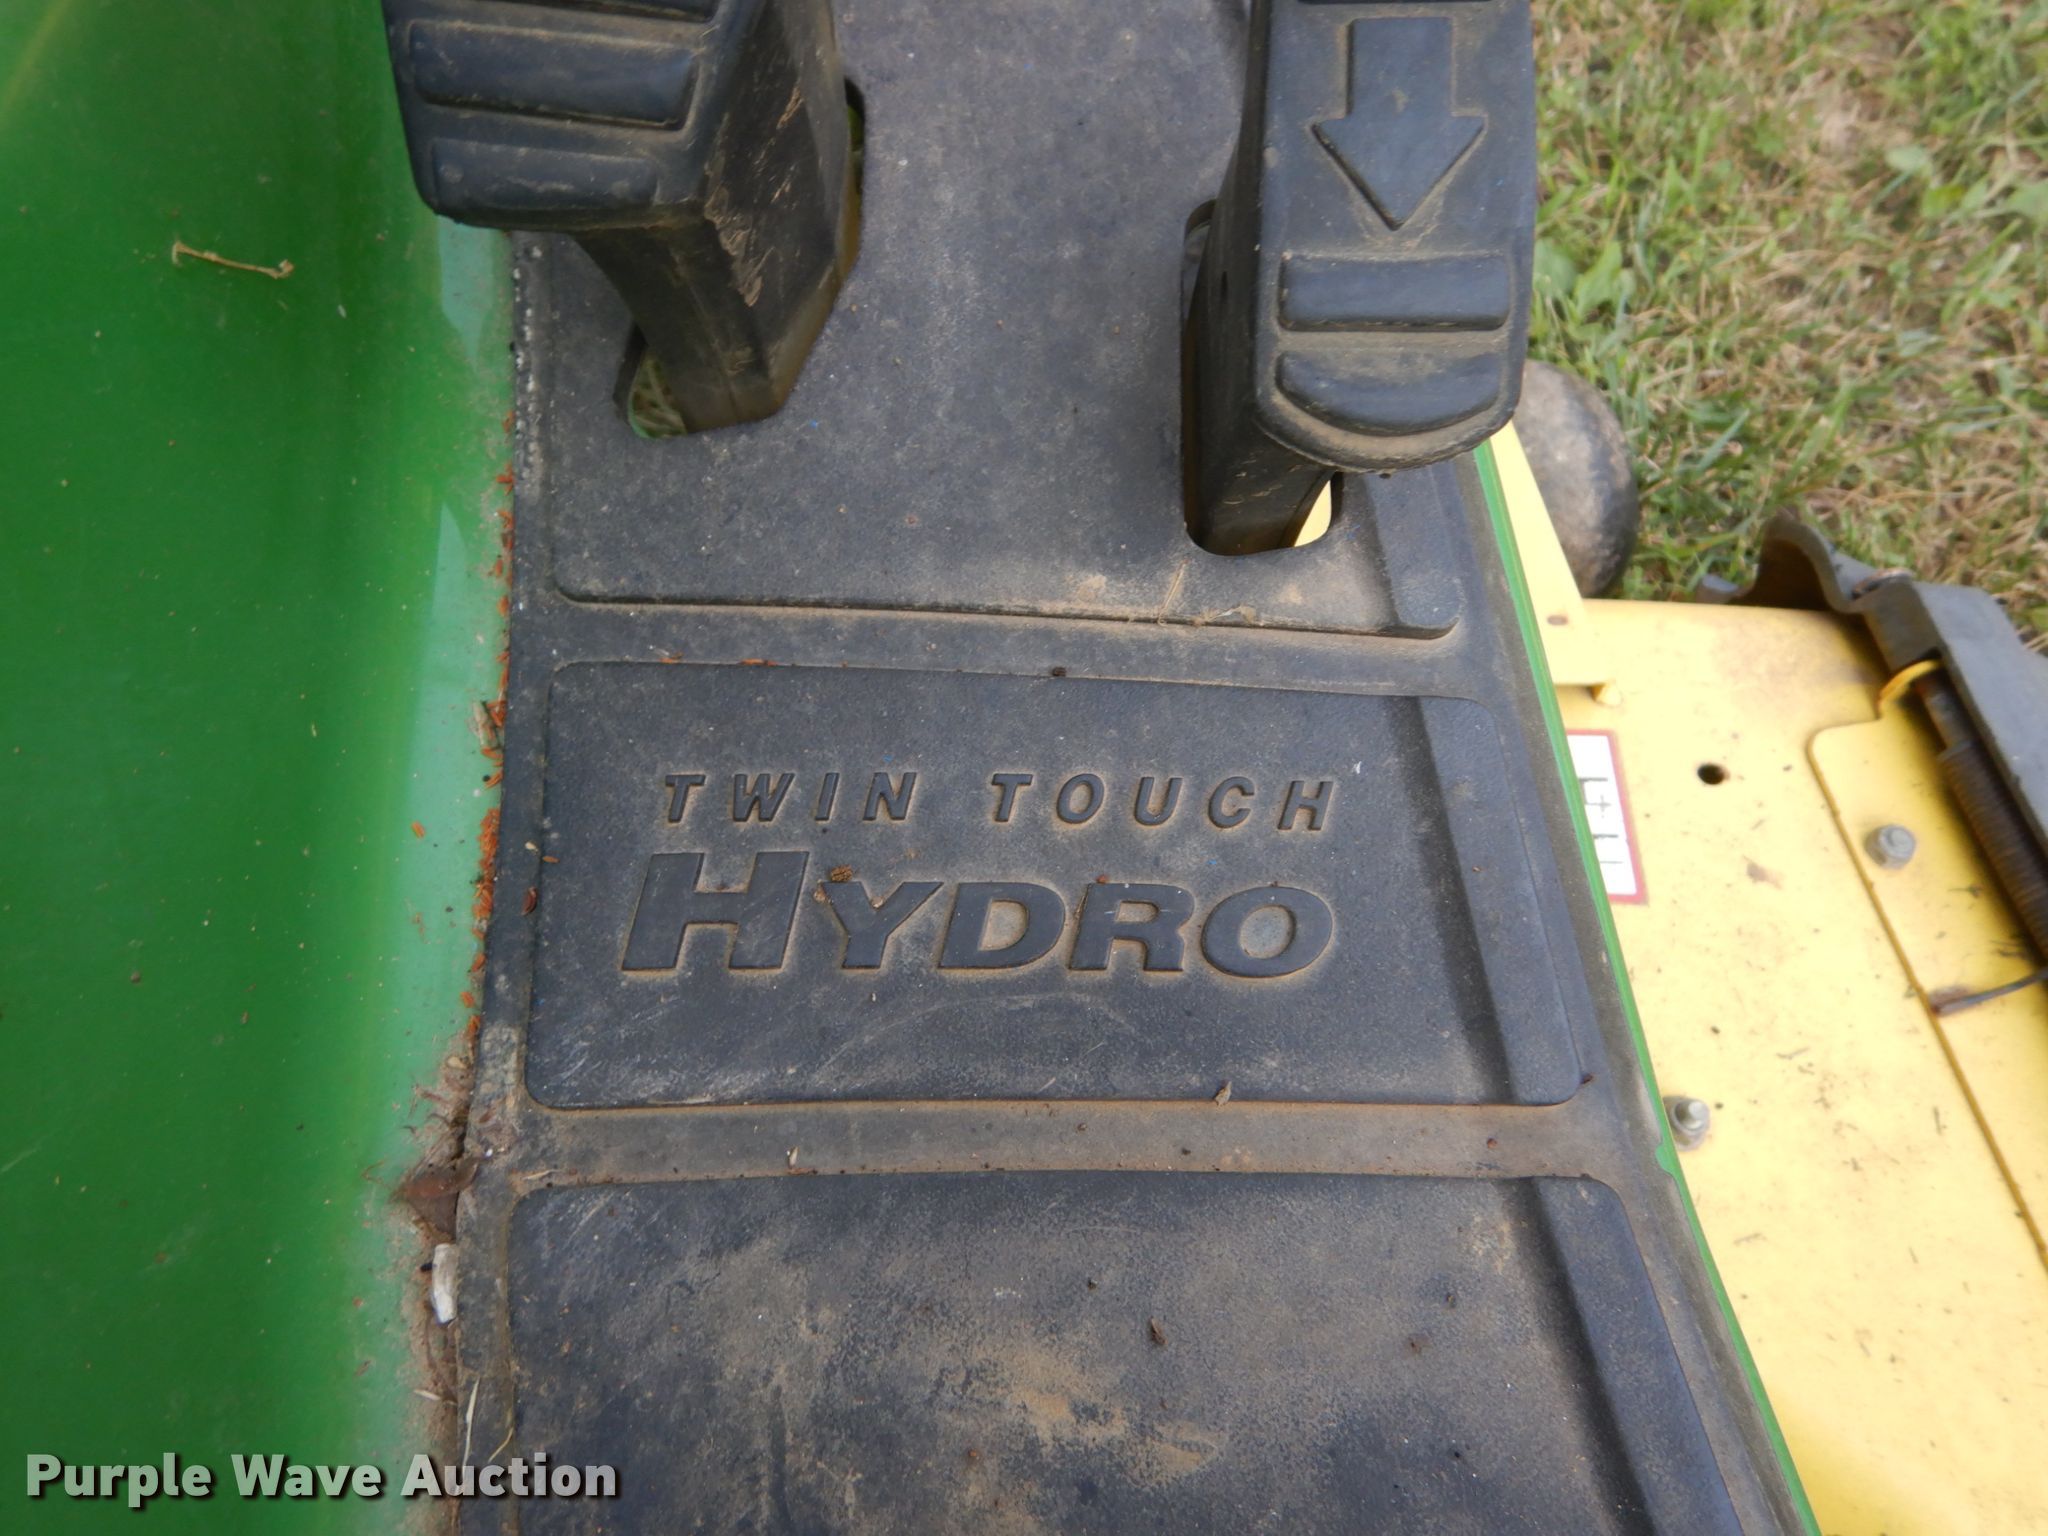 TWIN TOUCH
HYDRO
Purple Wave Auction